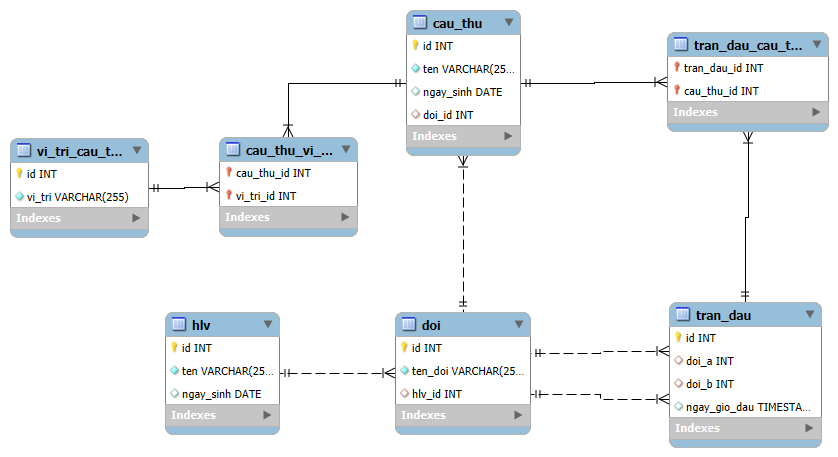 cau_thu
id INT
ten VARCHAR(25...
ngay_sinh DATE
doi_id INT
Indexes
tran_dau_cau_t...
tran_dau_id INT
cau_thu_id INT
Indexes
vi_tri_cau_t...
id INT
vi_tri VARCHAR(255)
Indexes
cau_thu_vi_...
cau_thu_id INT
vi_tri_id INT
Indexes
hlv
id INT
ten VARCHAR(25...
ngay_sinh DATE
Indexes
doi
id INT
ten_doi VARCHAR(25...
hlv_id INT
Indexes
tran_dau
id INT
doi_a INT
doi_b INT
ngay_gio_dau TIMESTA...
Indexes